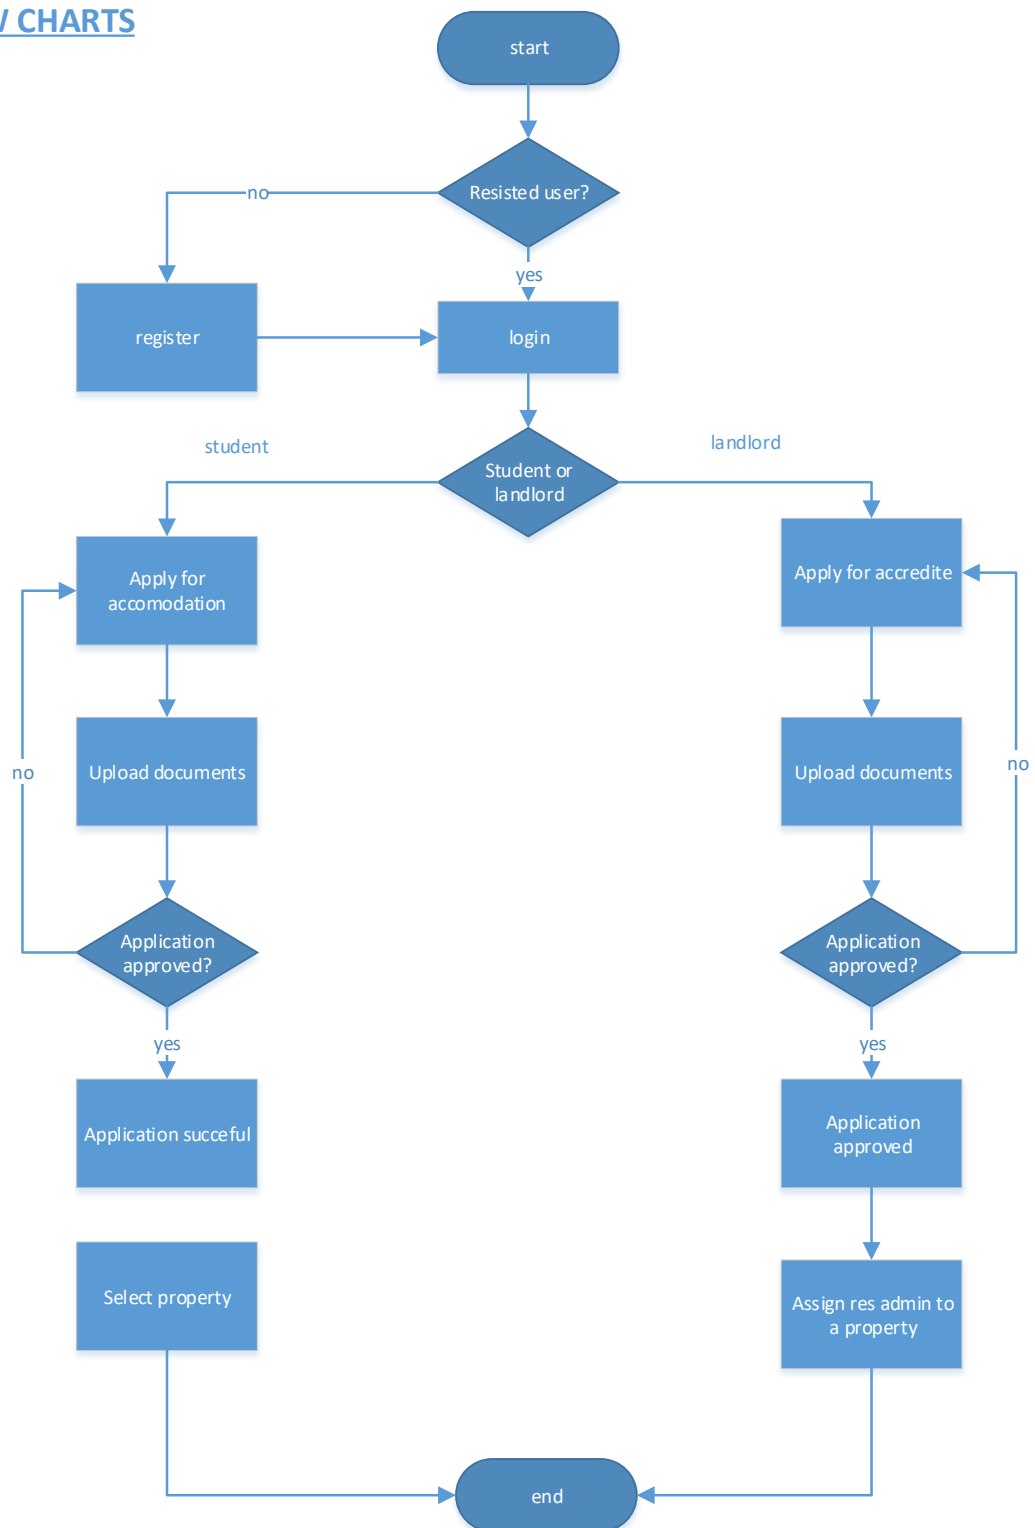 CHARTS
start
Resisted user?
no
yes
register
login
student
landlord
Student or
landlord
Apply for
accomodation
Apply for accredite
Upload documents
Upload documents
no
no
Application
approved?
Application
approved?
yes
yes
Application succeful
Application
approved
Select property
Assign res admin to
a property
end